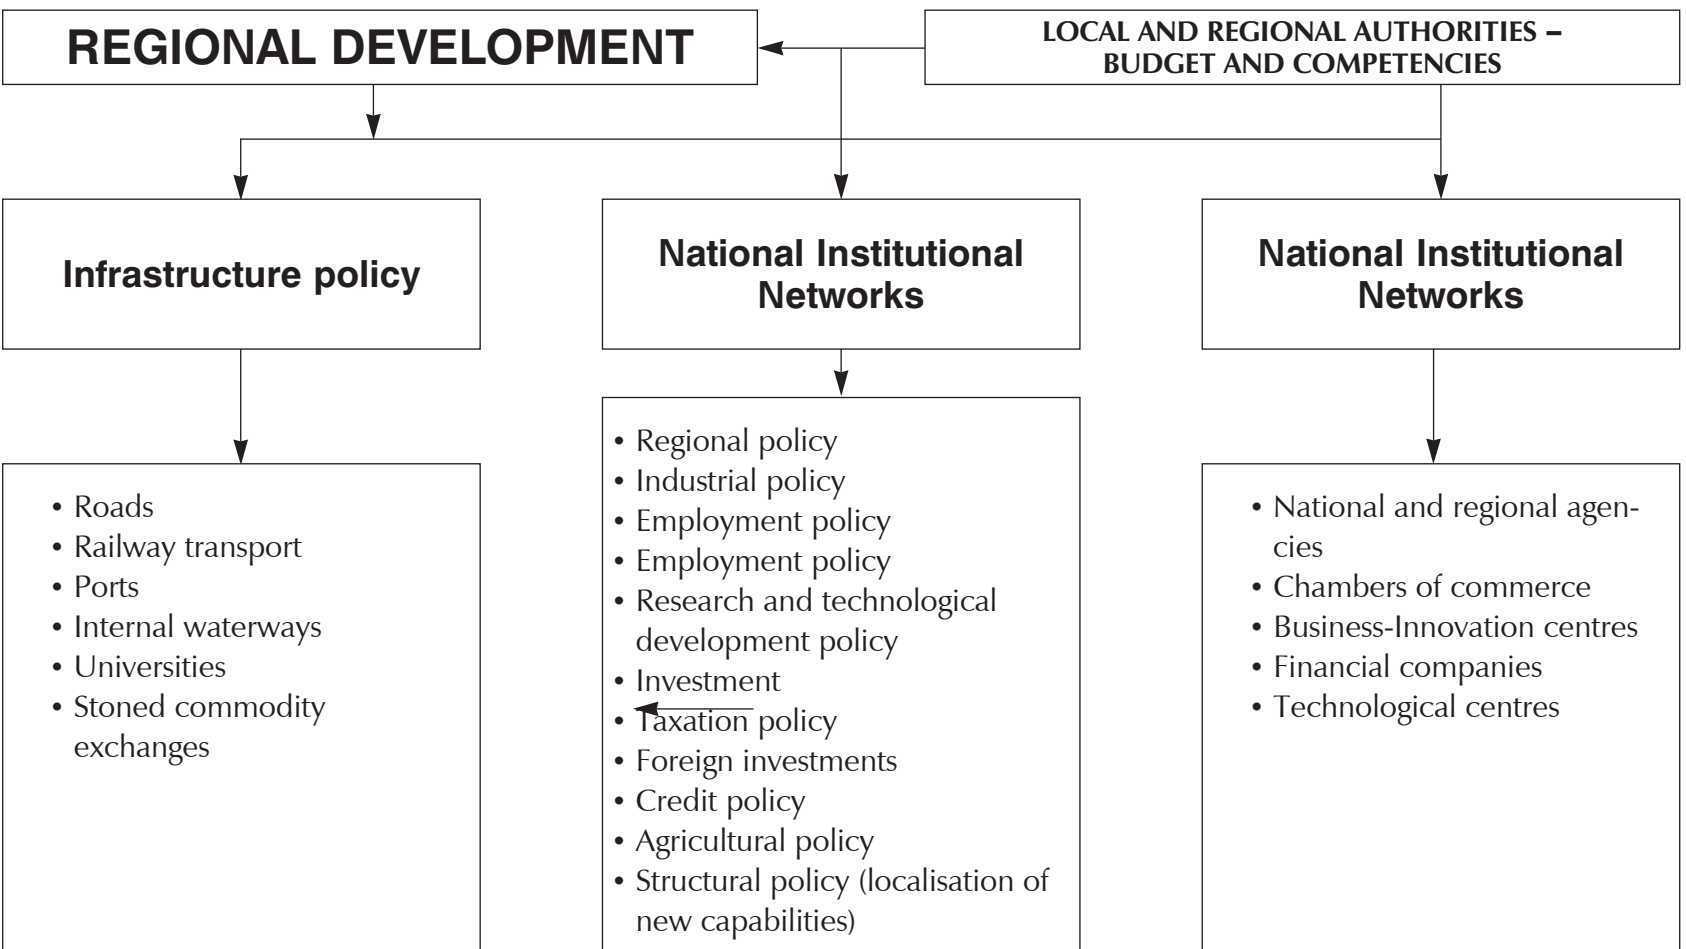 REGIONAL DEVELOPMENT
LOCAL AND REGIONAL AUTHORITIES –
BUDGET AND COMPETENCIES
Infrastructure policy
National Institutional
Networks
National Institutional
Networks
• Roads
• Railway transport
• Ports
• Internal waterways
• Universities
• Stoned commodity
exchanges
• Regional policy
• Industrial policy
• Employment policy
• Employment policy
• Research and technological
development policy
• Investment
• Taxation policy
• Foreign investments
• Credit policy
• Agricultural policy
• Structural policy (localisation of
new capabilities)
• National and regional agen-
cies
• Chambers of commerce
• Business-Innovation centres
• Financial companies
• Technological centres